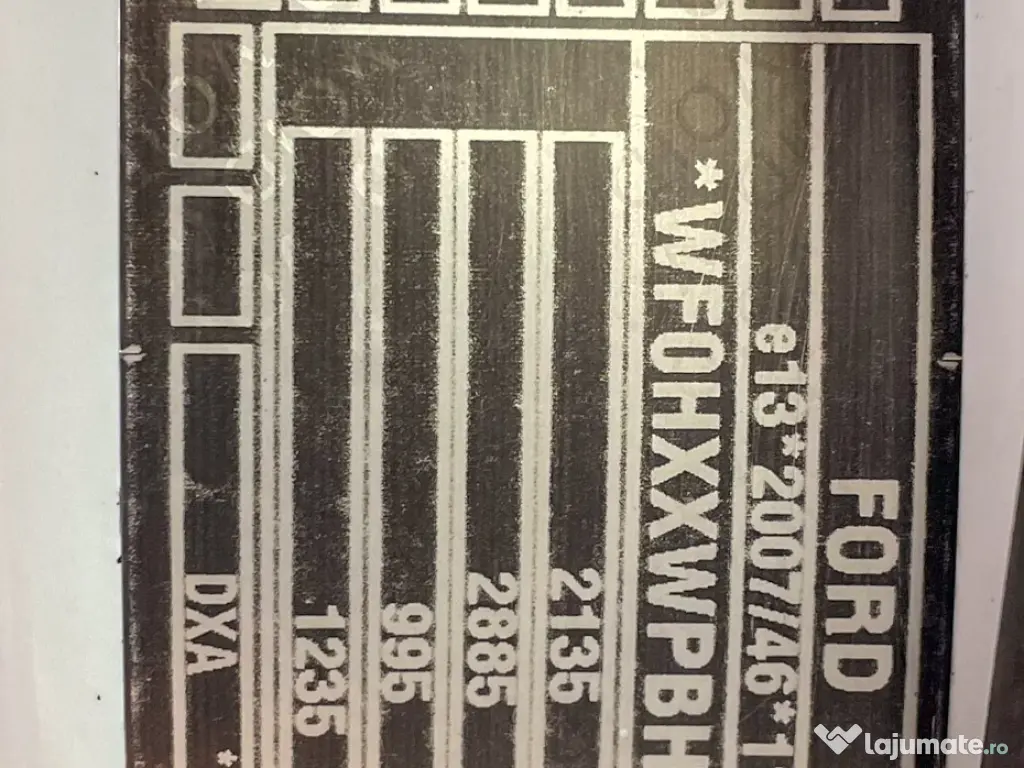 FORD
e13*2007/46*1
*WF0HXXWPBH
2135
2885
995
1235
DXA
*
lajumate.ro